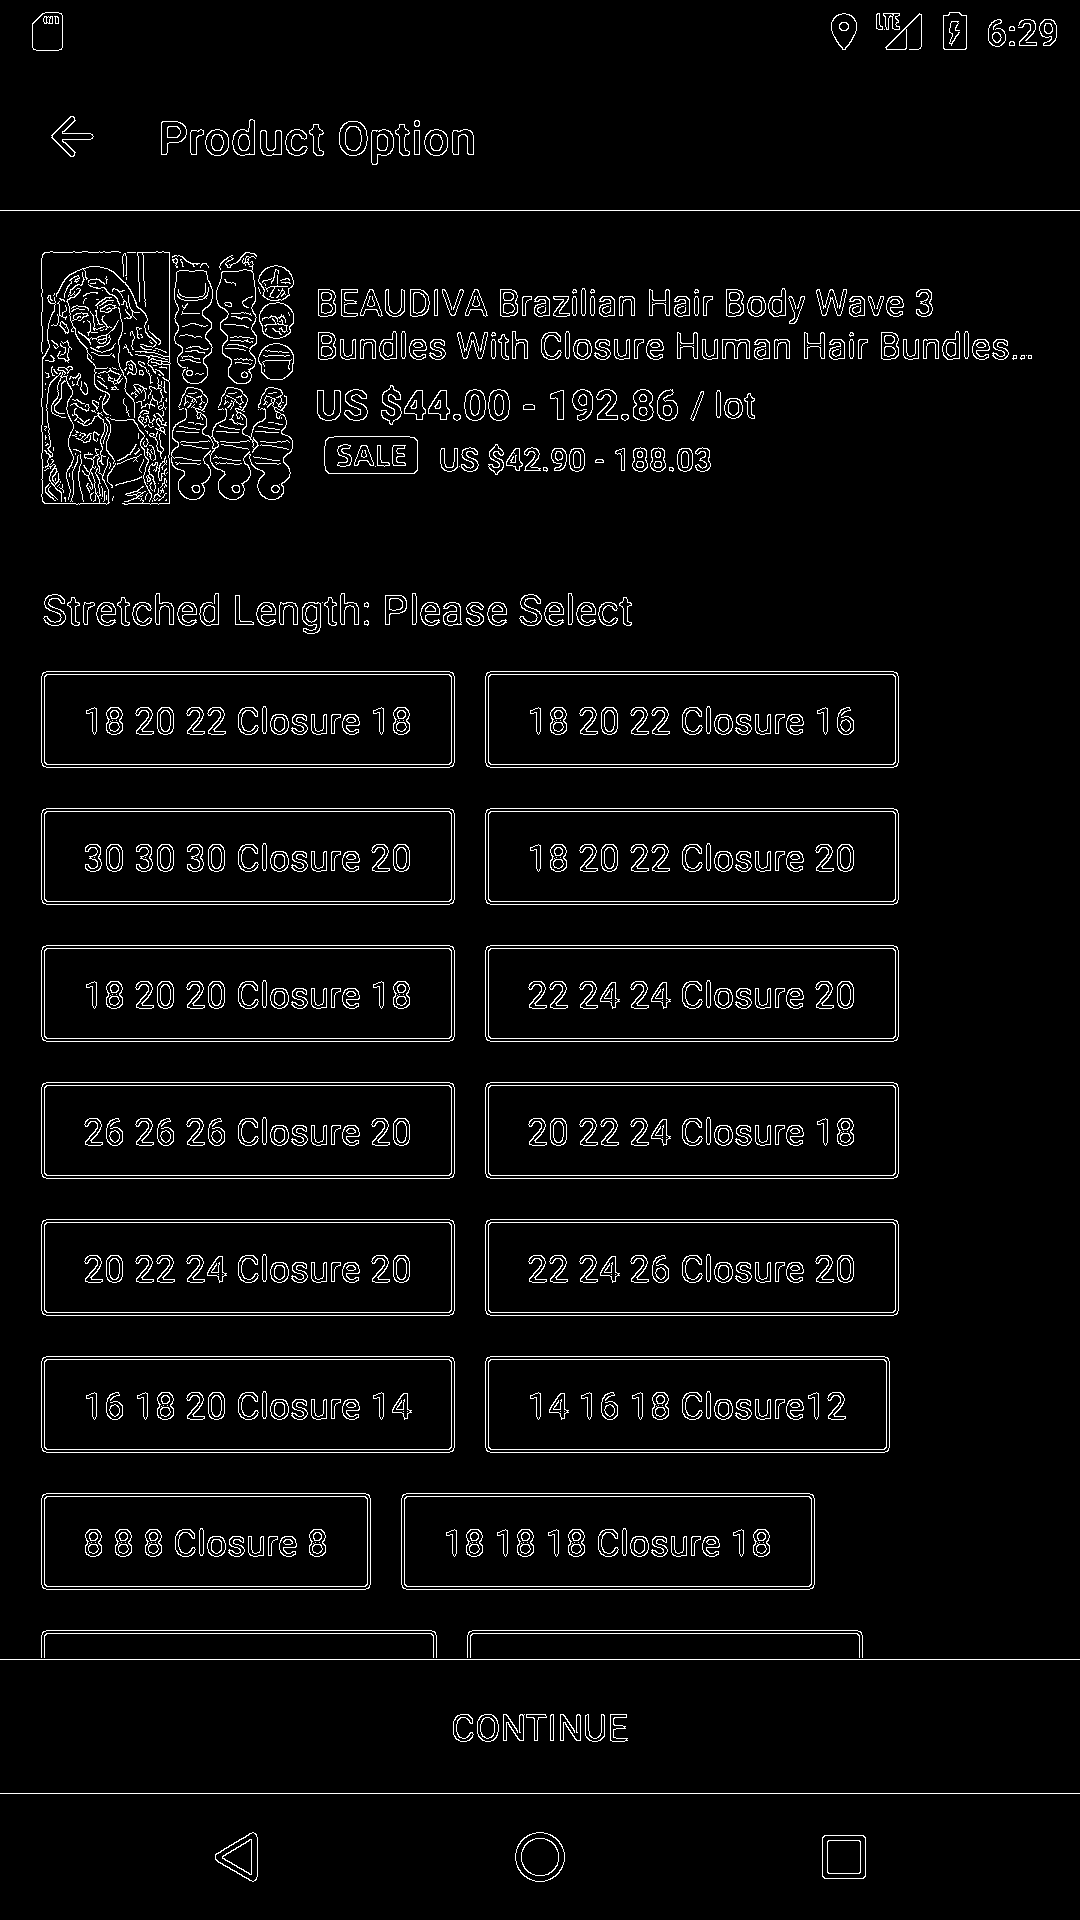 LTE 6:29
Product Option
BEAUDIVA Brazilian Hair Body Wave 3
Bundles With Closure Human Hair Bundles...
US $44.00 - 192.86 / lot
SALE US $42.90 - 188.03
Stretched Length: Please Select
18 20 22 Closure 18
18 20 22 Closure 16
30 30 30 Closure 20
18 20 22 Closure 20
18 20 20 Closure 18
22 24 24 Closure 20
26 26 26 Closure 20
20 22 24 Closure 18
20 22 24 Closure 20
22 24 26 Closure 20
16 18 20 Closure 14
14 16 18 Closure12
8 8 8 Closure 8
18 18 18 Closure 18
CONTINUE